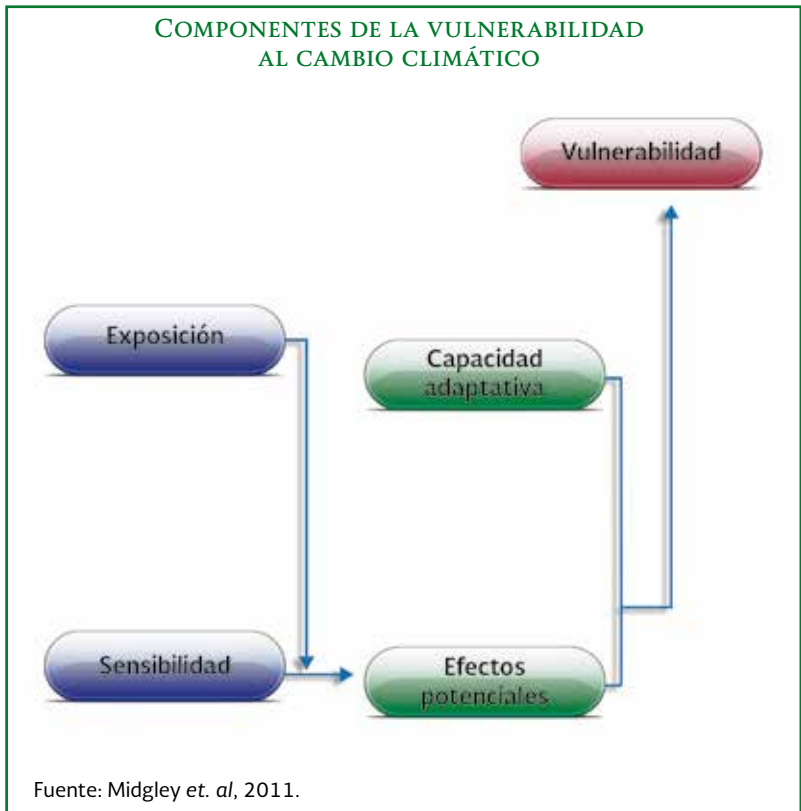 COMPONENTES DE LA VULNERABILIDAD
AL CAMBIO CLIMÁTICO
Vulnerabilidad
Exposición
Capacidad
adaptativa
Sensibilidad
Efectos
potenciales
Fuente: Midgley et. al, 2011.